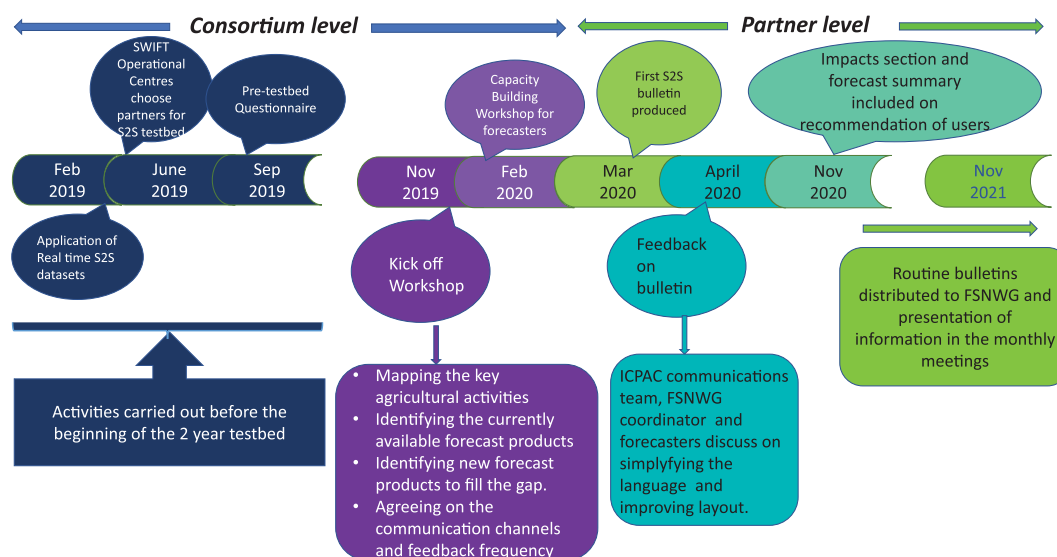 Consortium level
Partner level
SWIFT
Operational
Centres
choose
partners for
S2S testbed
Pre-testbed
Questionnaire
Capacity
Building
Workshop for
forecasters
First S2S
bulletin
produced
Impacts section and
forecast summary
included on
recommendation of users
Feb
2019
June
2019
Sep
2019
Nov
2019
Feb
2020
Mar
2020
April
2020
Nov
2020
Nov
2021
Application of
Real time S2S
datasets
Kick off
Workshop
Feedback
on
bulletin
Routine bulletins
distributed to FSNWG and
presentation of
information in the monthly
meetings
Activities carried out before the
beginning of the 2 year testbed
• Mapping the key
agricultural activities
• Identifying the currently
available forecast products
• Identifying new forecast
products to fill the gap.
• Agreeing on the
communication channels
and feedback frequency
ICPAC communications
team, FSNWG
coordinator and
forecasters discuss on
simplyfying the
language and
improving layout.